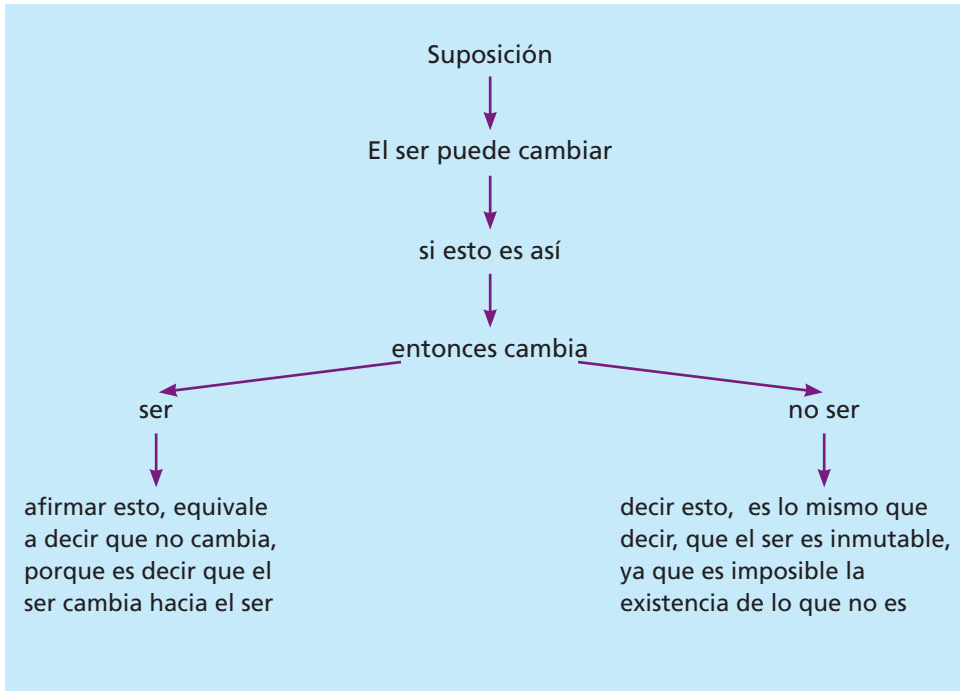 Suposición
El ser puede cambiar
si esto es así
entonces cambia
ser
no ser
afirmar esto, equivale
a decir que no cambia,
porque es decir que el
ser cambia hacia el ser
decir esto,  es lo mismo que
decir, que el ser es inmutable,
ya que es imposible la
existencia de lo que no es